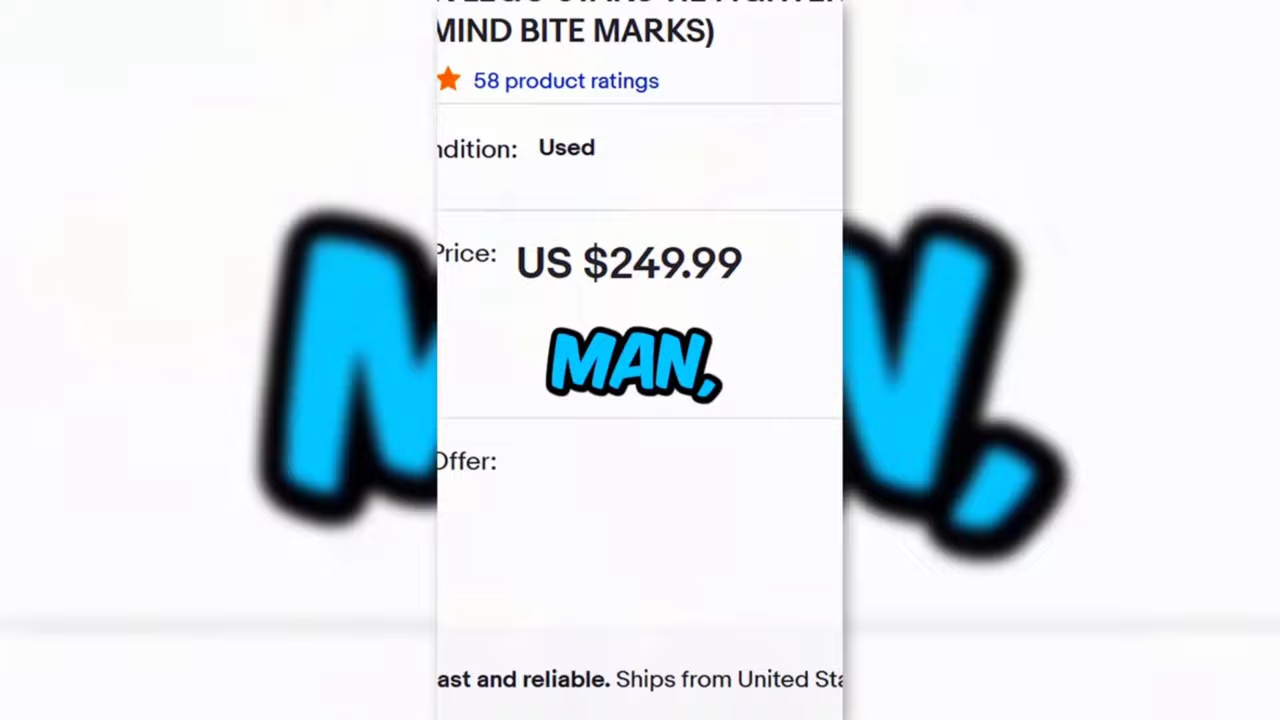 MIND BITE MARKS)
58 product ratings
ndition: Used
Price: US $249.99
MAN,
Offer:
ast and reliable. Ships from United Sta